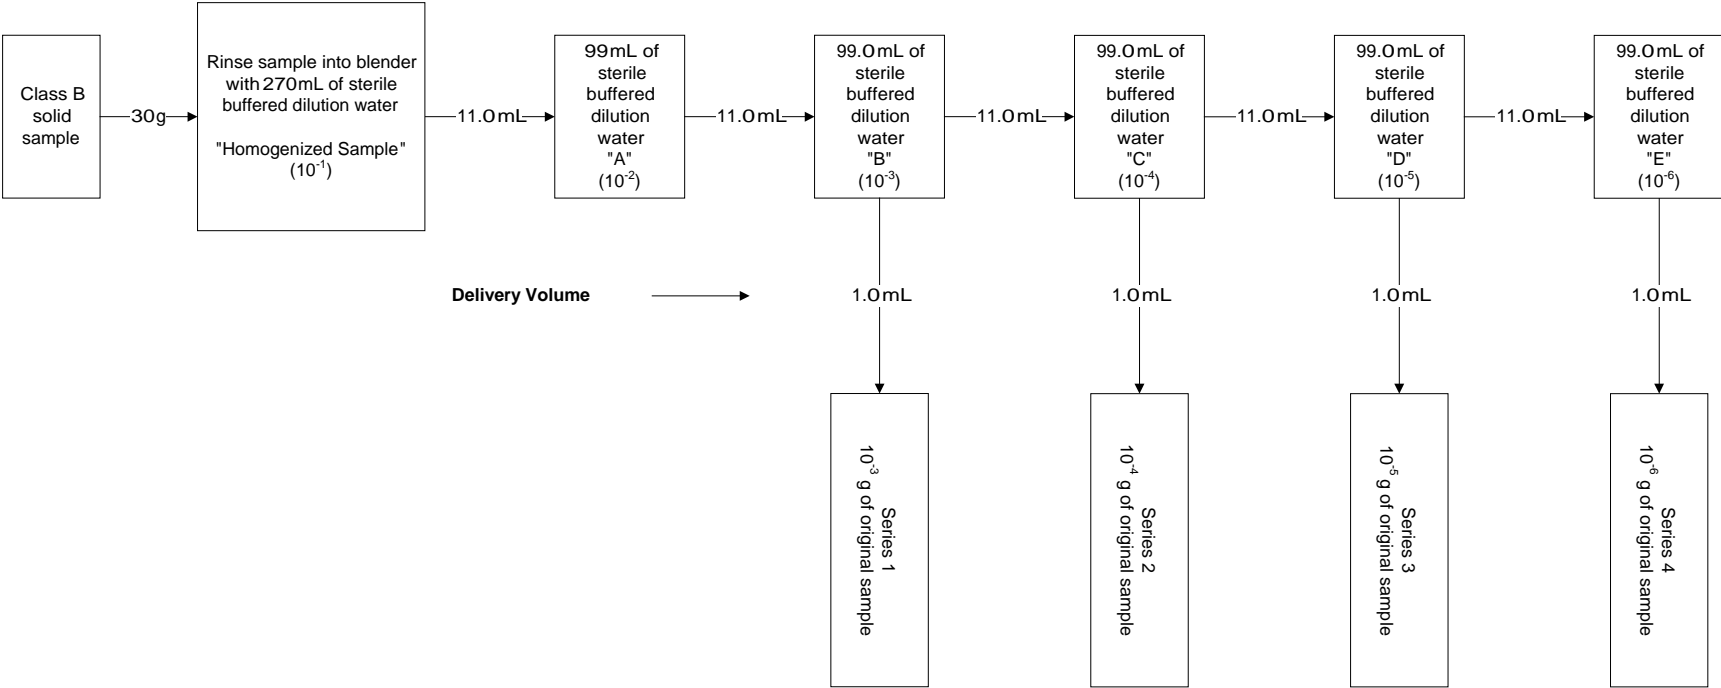 Class B
solid
sample
30g
Rinse sample into blender
with 270mL of sterile
buffered dilution water
"Homogenized Sample"
(10⁻¹)
11.0mL
99mL of
sterile
buffered
dilution
water
"A"
(10⁻²)
11.0mL
99.0mL of
sterile
buffered
dilution
water
"B"
(10⁻³)
11.0mL
99.0mL of
sterile
buffered
dilution
water
"C"
(10⁻⁴)
11.0mL
99.0mL of
sterile
buffered
dilution
water
"D"
(10⁻⁵)
11.0mL
99.0mL of
sterile
buffered
dilution
water
"E"
(10⁻⁶)
Delivery Volume
1.0mL
1.0mL
1.0mL
1.0mL
Series 1
10⁻³ g of original sample
Series 2
10⁻⁴ g of original sample
Series 3
10⁻⁵ g of original sample
Series 4
10⁻⁶ g of original sample